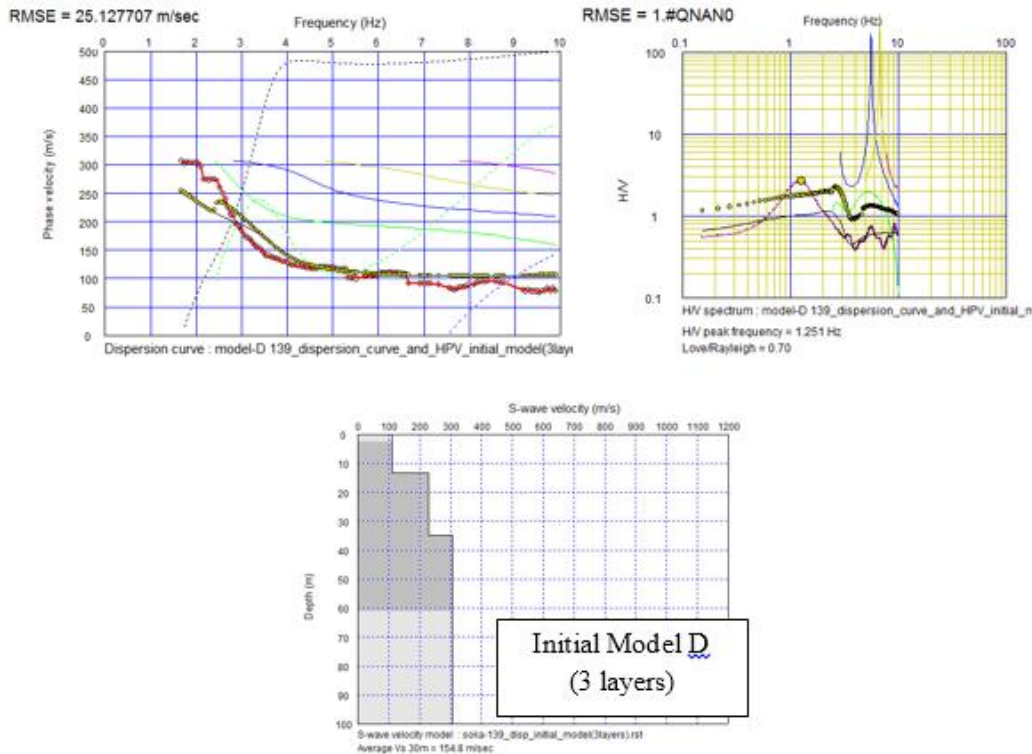 RMSE = 25.127707 m/sec
Frequency (Hz)
0 1 2 3 4 5 6 7 8 9 10
500
450
400
350
300
250
200
150
100
50
0
Phase velocity (m/s)
Dispersion curve : model-D 139_dispersion_curve_and_HPV_initial_model(3lay
RMSE = 1.#QNAN0
Frequency (Hz)
0.1 1 10 100
100
10
1
0.1
H/V
H/V spectrum : model-D 139_dispersion_curve_and_HPV_initial_n
H/V peak frequency = 1.251 Hz
Love/Rayleigh = 0.70
S-wave velocity (m/s)
0 100 200 300 400 500 600 700 800 900 1000 1100 1200
0
10
20
30
40
50
60
70
80
90
100
Depth (m)
Initial Model D
(3 layers)
S-wave velocity model : soka-139_disp_initial_model(3layers).rst
Average Vs 30m = 154.8 m/sec